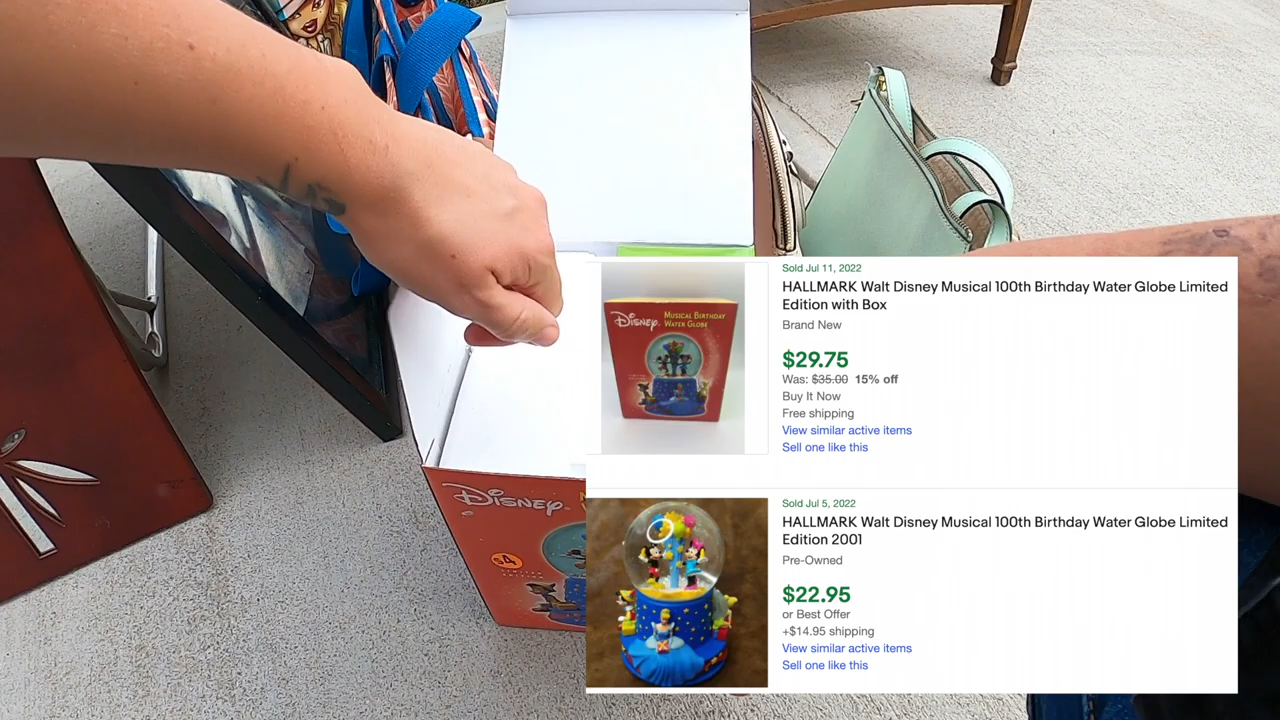 Sold Jul 11, 2022
HALLMARK Walt Disney Musical 100th Birthday Water Globe Limited
Edition with Box
Brand New
$29.75
Was: $35.00 15% off
Buy It Now
Free shipping
View similar active items
Sell one like this
DISNEY
MUSICAL BIRTHDAY
WATER GLOBE
Sold Jul 5, 2022
HALLMARK Walt Disney Musical 100th Birthday Water Globe Limited
Edition 2001
Pre-Owned
$22.95
or Best Offer
+$14.95 shipping
View similar active items
Sell one like this
DISNEY
$4
LIMITED
EDITION